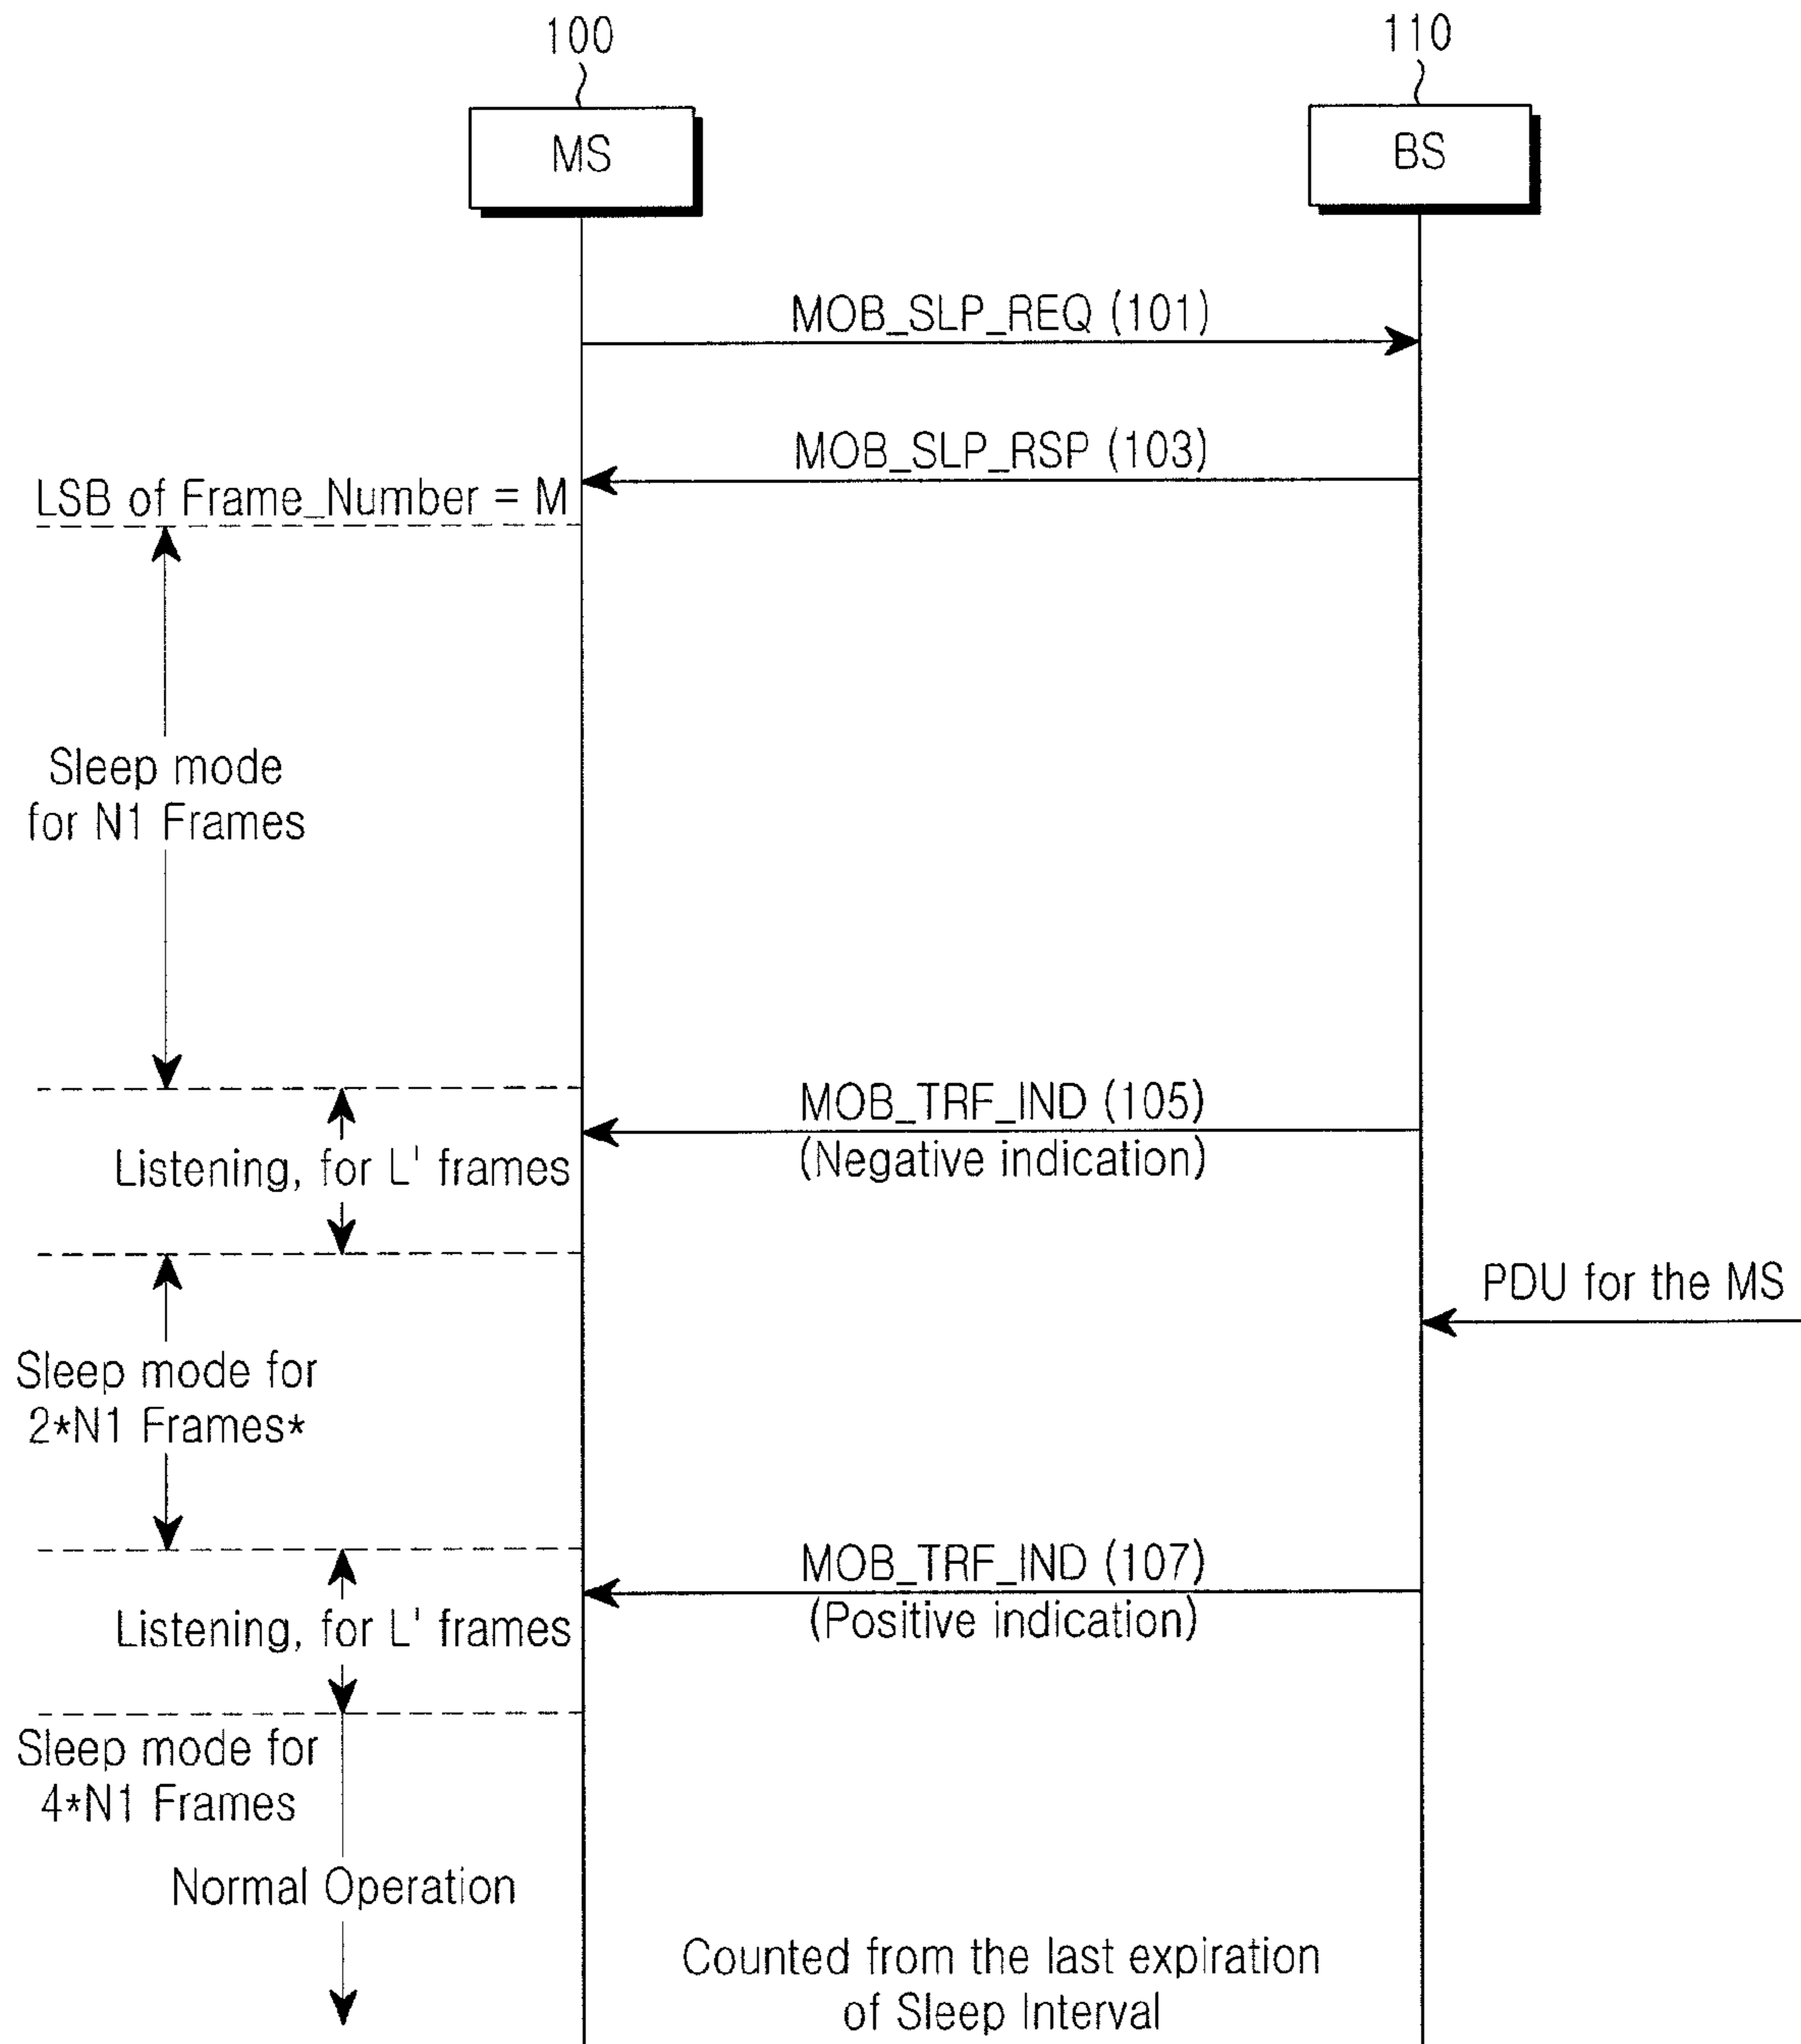 100
110
MS
BS
MOB_SLP_REQ (101)
MOB_SLP_RSP (103)
LSB of Frame_Number = M
Sleep mode
for N1 Frames
MOB_TRF_IND (105)
(Negative indication)
Listening, for L' frames
PDU for the MS
Sleep mode for
2*N1 Frames*
MOB_TRF_IND (107)
(Positive indication)
Listening, for L' frames
Sleep mode for
4*N1 Frames
Normal Operation
Counted from the last expiration
of Sleep Interval